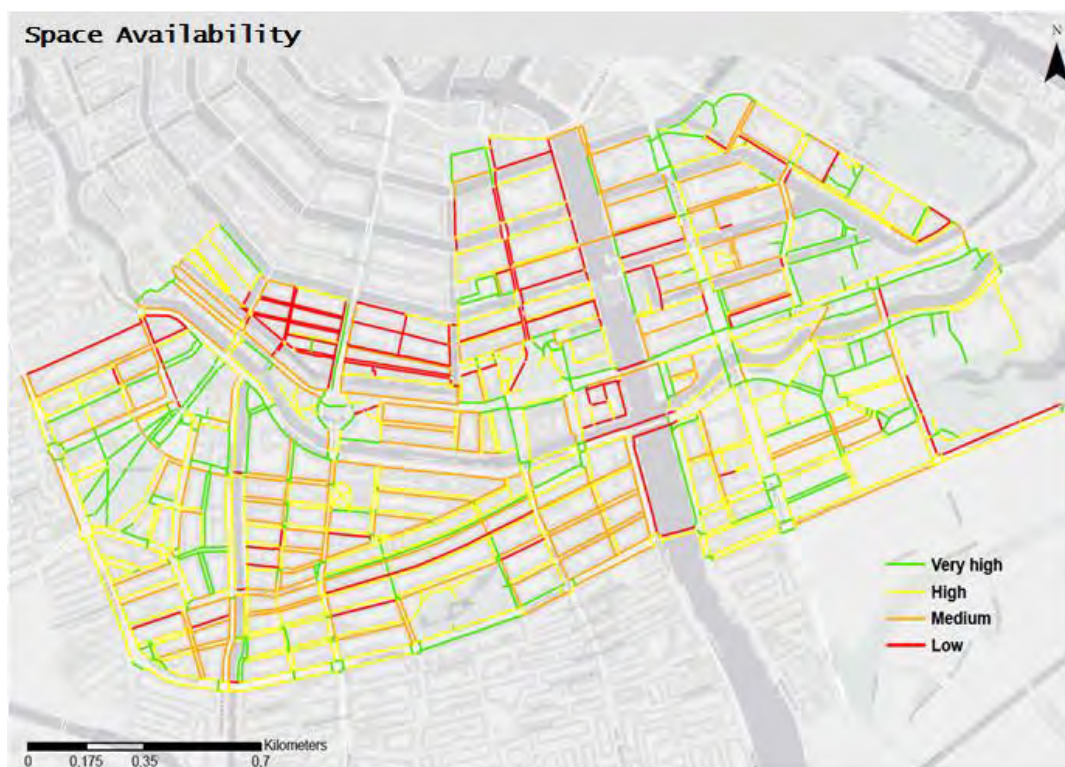 Space Availability
N
Very high
High
Medium
Low
Kilometers
0 0.175 0.35 0.7